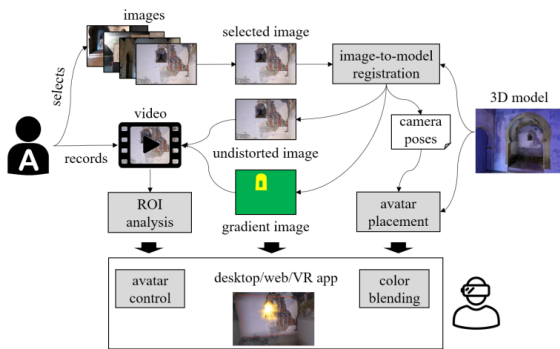 images
selected image
image-to-model
registration
3D model
selects
video
records
A
undistorted image
camera
poses
ROI
analysis
gradient image
avatar
placement
avatar
control
desktop/web/VR app
color
blending